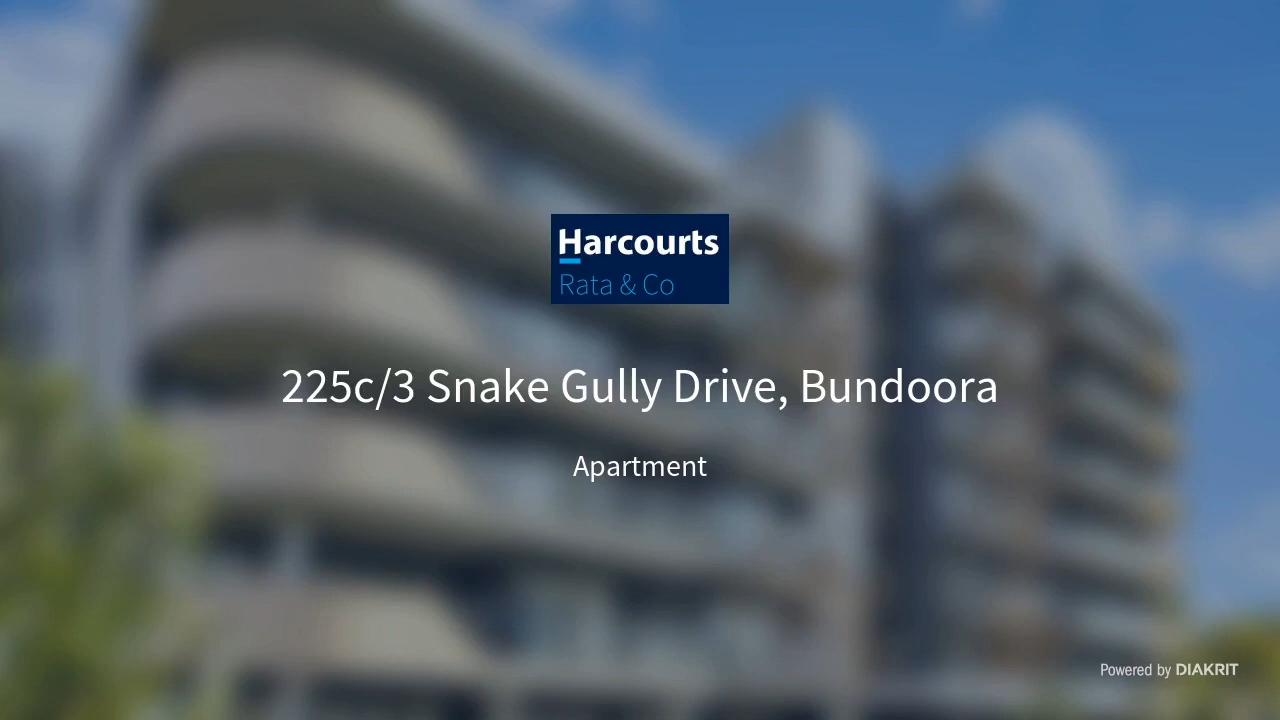 Harcourts
Rata & Co
225c/3 Snake Gully Drive, Bundoora
Apartment
Powered by DIAKRIT